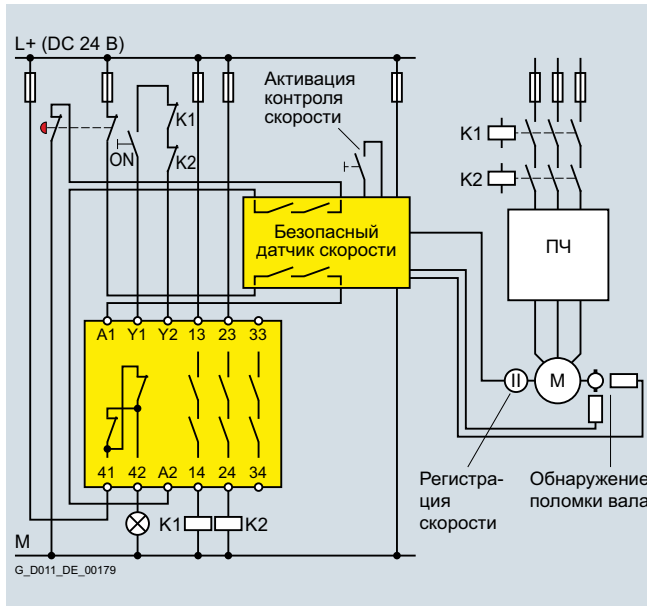 L+ (DC 24 В)
Активация
контроля
скорости
K1
K2
ON
K1
K2
Безопасный
датчик скорости
ПЧ
A1 Y1 Y2 13 23 33
II
M
41 42 A2 14 24 34
K1
K2
Регистра-
ция
скорости
Обнаружение
поломки вала
M
G_D011_DE_00179